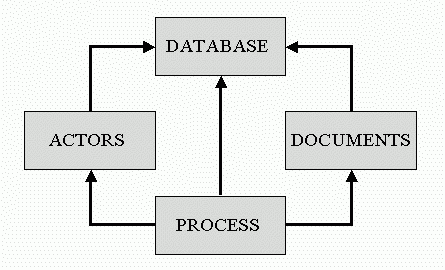 DATABASE
ACTORS
DOCUMENTS
PROCESS